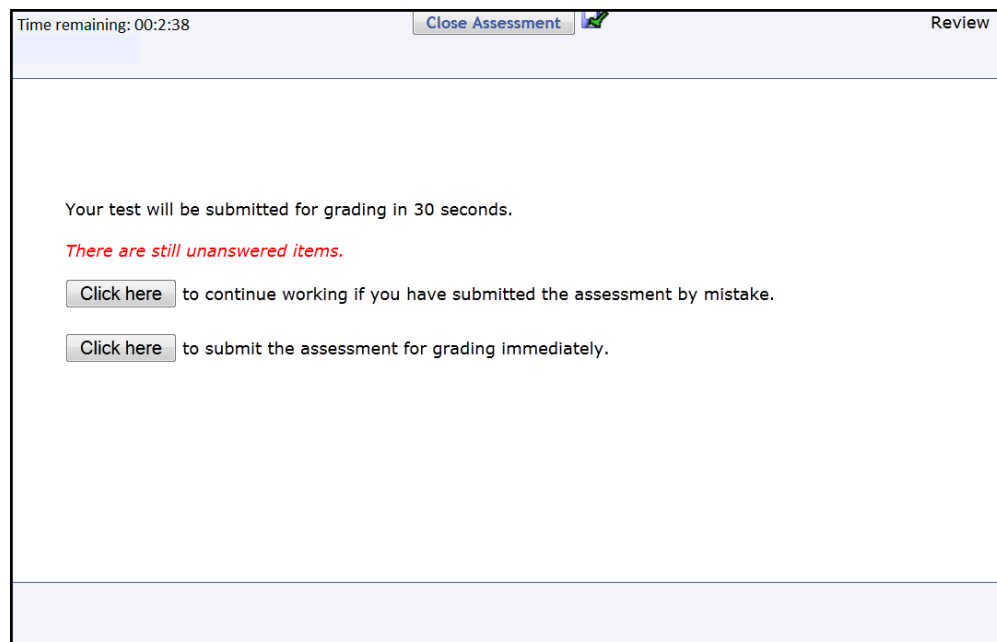 Time remaining: 00:2:38
Close Assessment
Review
Your test will be submitted for grading in 30 seconds.
There are still unanswered items.
Click here to continue working if you have submitted the assessment by mistake.
Click here to submit the assessment for grading immediately.